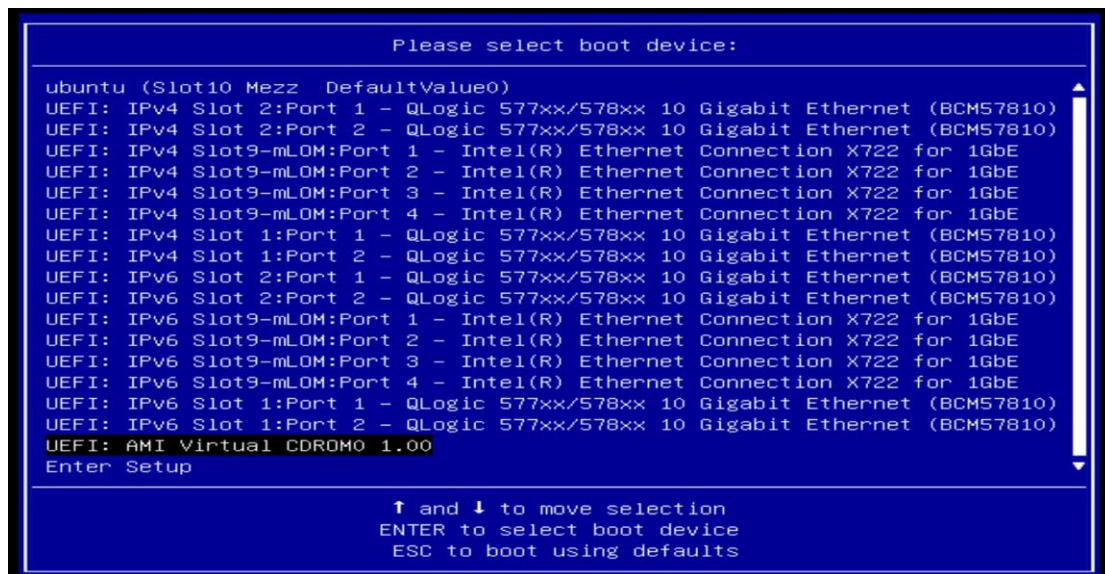 Please select boot device:
ubuntu (Slot10 Mezz  DefaultValue0)
UEFI: IPv4 Slot 2:Port 1 - QLogic 577xx/578xx 10 Gigabit Ethernet (BCM57810)
UEFI: IPv4 Slot 2:Port 2 - QLogic 577xx/578xx 10 Gigabit Ethernet (BCM57810)
UEFI: IPv4 Slot9-mLOM:Port 1 - Intel(R) Ethernet Connection X722 for 1GbE
UEFI: IPv4 Slot9-mLOM:Port 2 - Intel(R) Ethernet Connection X722 for 1GbE
UEFI: IPv4 Slot9-mLOM:Port 3 - Intel(R) Ethernet Connection X722 for 1GbE
UEFI: IPv4 Slot9-mLOM:Port 4 - Intel(R) Ethernet Connection X722 for 1GbE
UEFI: IPv4 Slot 1:Port 1 - QLogic 577xx/578xx 10 Gigabit Ethernet (BCM57810)
UEFI: IPv4 Slot 1:Port 2 - QLogic 577xx/578xx 10 Gigabit Ethernet (BCM57810)
UEFI: IPv6 Slot 2:Port 1 - QLogic 577xx/578xx 10 Gigabit Ethernet (BCM57810)
UEFI: IPv6 Slot 2:Port 2 - QLogic 577xx/578xx 10 Gigabit Ethernet (BCM57810)
UEFI: IPv6 Slot9-mLOM:Port 1 - Intel(R) Ethernet Connection X722 for 1GbE
UEFI: IPv6 Slot9-mLOM:Port 2 - Intel(R) Ethernet Connection X722 for 1GbE
UEFI: IPv6 Slot9-mLOM:Port 3 - Intel(R) Ethernet Connection X722 for 1GbE
UEFI: IPv6 Slot9-mLOM:Port 4 - Intel(R) Ethernet Connection X722 for 1GbE
UEFI: IPv6 Slot 1:Port 1 - QLogic 577xx/578xx 10 Gigabit Ethernet (BCM57810)
UEFI: IPv6 Slot 1:Port 2 - QLogic 577xx/578xx 10 Gigabit Ethernet (BCM57810)
UEFI: AMI Virtual CDROM0 1.00
Enter Setup
↑ and ↓ to move selection
ENTER to select boot device
ESC to boot using defaults